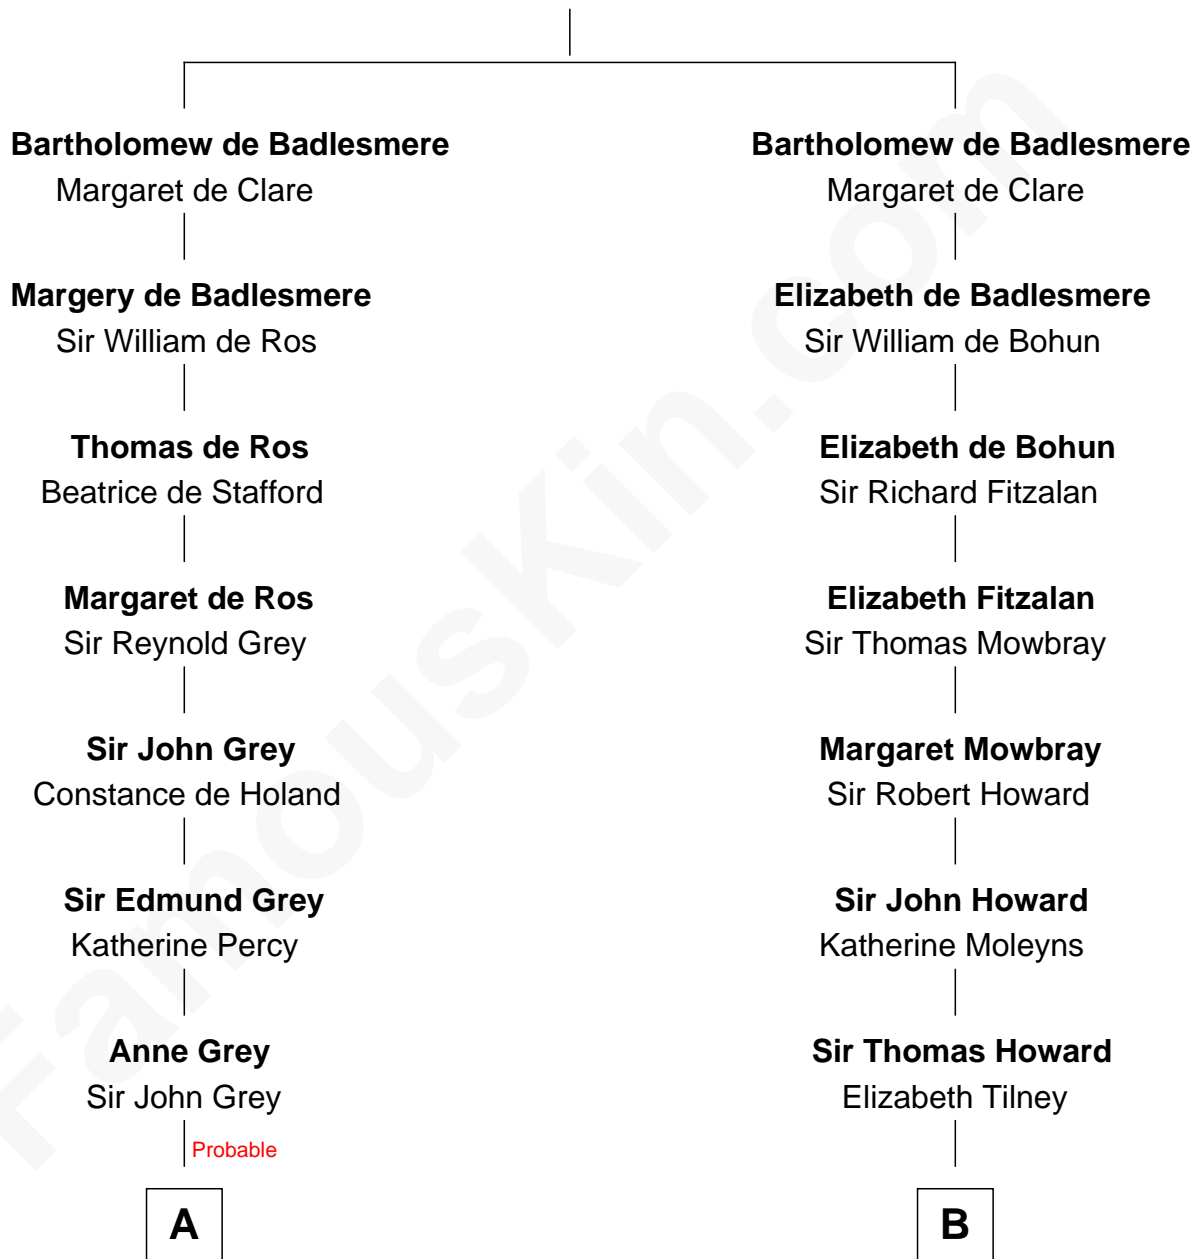 Bartholomew de Badlesmere
Margaret de Clare
Margery de Badlesmere
Sir William de Ros
Thomas de Ros
Beatrice de Stafford
Margaret de Ros
Sir Reynold Grey
Sir John Grey
Constance de Holand
Sir Edmund Grey
Katherine Percy
Anne Grey
Sir John Grey
Probable
A
Bartholomew de Badlesmere
Margaret de Clare
Elizabeth de Badlesmere
Sir William de Bohun
Elizabeth de Bohun
Sir Richard Fitzalan
Elizabeth Fitzalan
Sir Thomas Mowbray
Margaret Mowbray
Sir Robert Howard
Sir John Howard
Katherine Moleyns
Sir Thomas Howard
Elizabeth Tilney
B
FamousKin.com